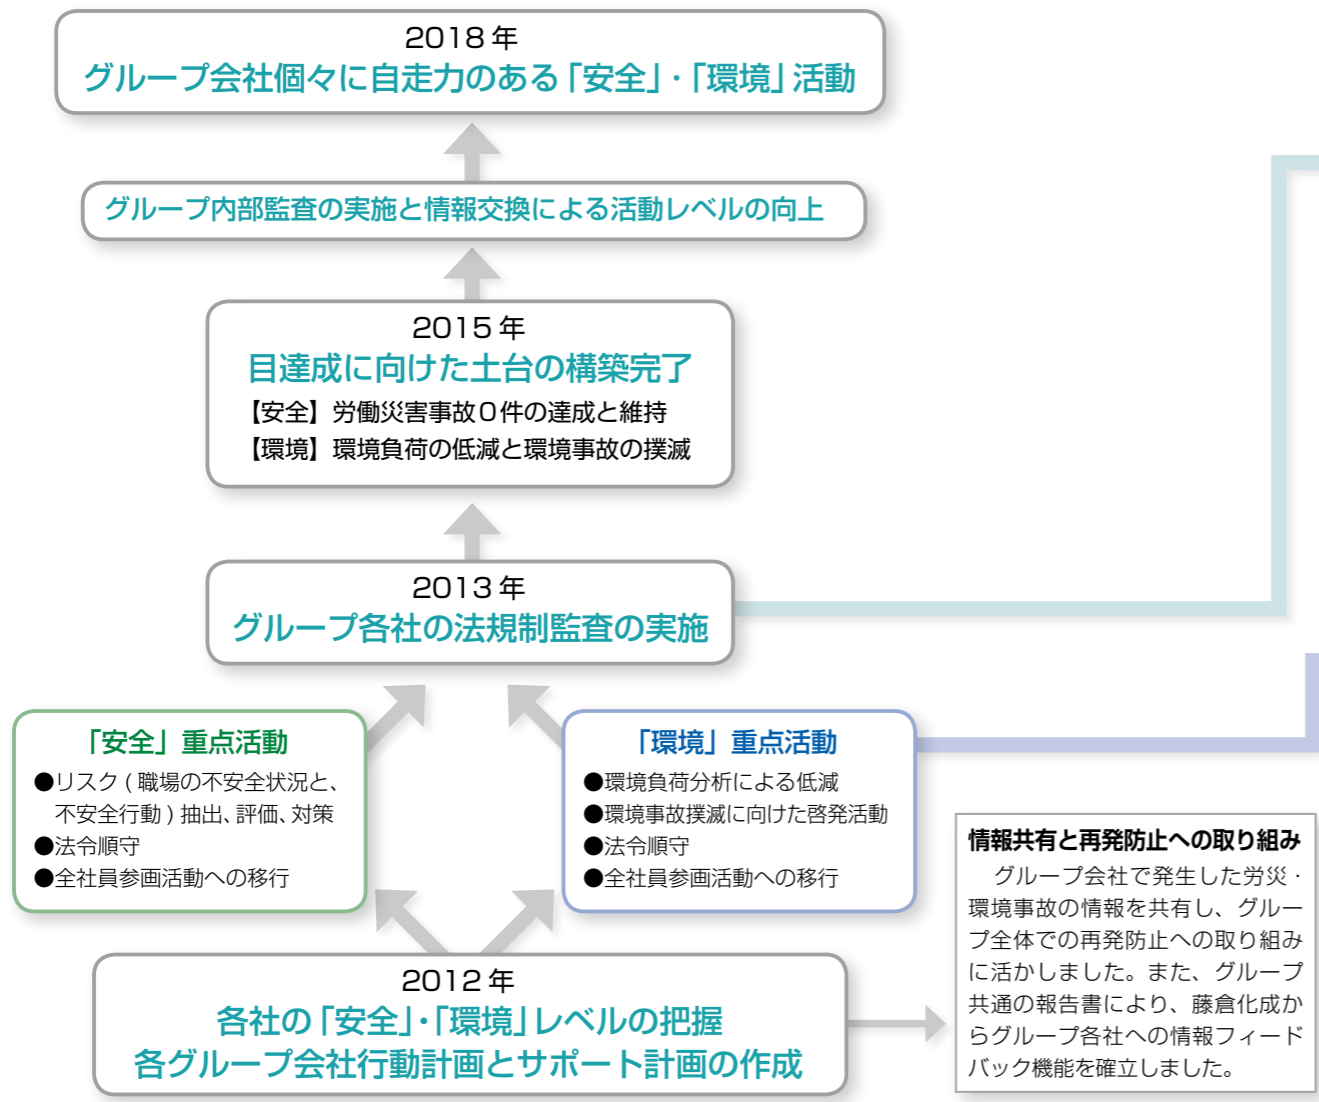 2018 年
グループ会社個々に自走力のある「安全」・「環境」活動
グループ内部監査の実施と情報交換による活動レベルの向上
2015 年
目達成に向けた土台の構築完了
【安全】労働災害事故０件の達成と維持
【環境】環境負荷の低減と環境事故の撲滅
2013 年
グループ各社の法規制監査の実施
「安全」重点活動
●リスク ( 職場の不安全状況と、
不安全行動 ) 抽出、評価、対策
●法令順守
●全社員参画活動への移行
「環境」重点活動
●環境負荷分析による低減
●環境事故撲滅に向けた啓発活動
●法令順守
●全社員参画活動への移行
2012 年
各社の「安全」・「環境」レベルの把握
各グループ会社行動計画とサポート計画の作成
情報共有と再発防止への取り組み
グループ会社で発生した労災・
環境事故の情報を共有し、グルー
プ全体での再発防止への取り組み
に活かしました。また、グループ
共通の報告書により、藤倉化成か
らグループ各社への情報フィード
バック機能を確立しました。